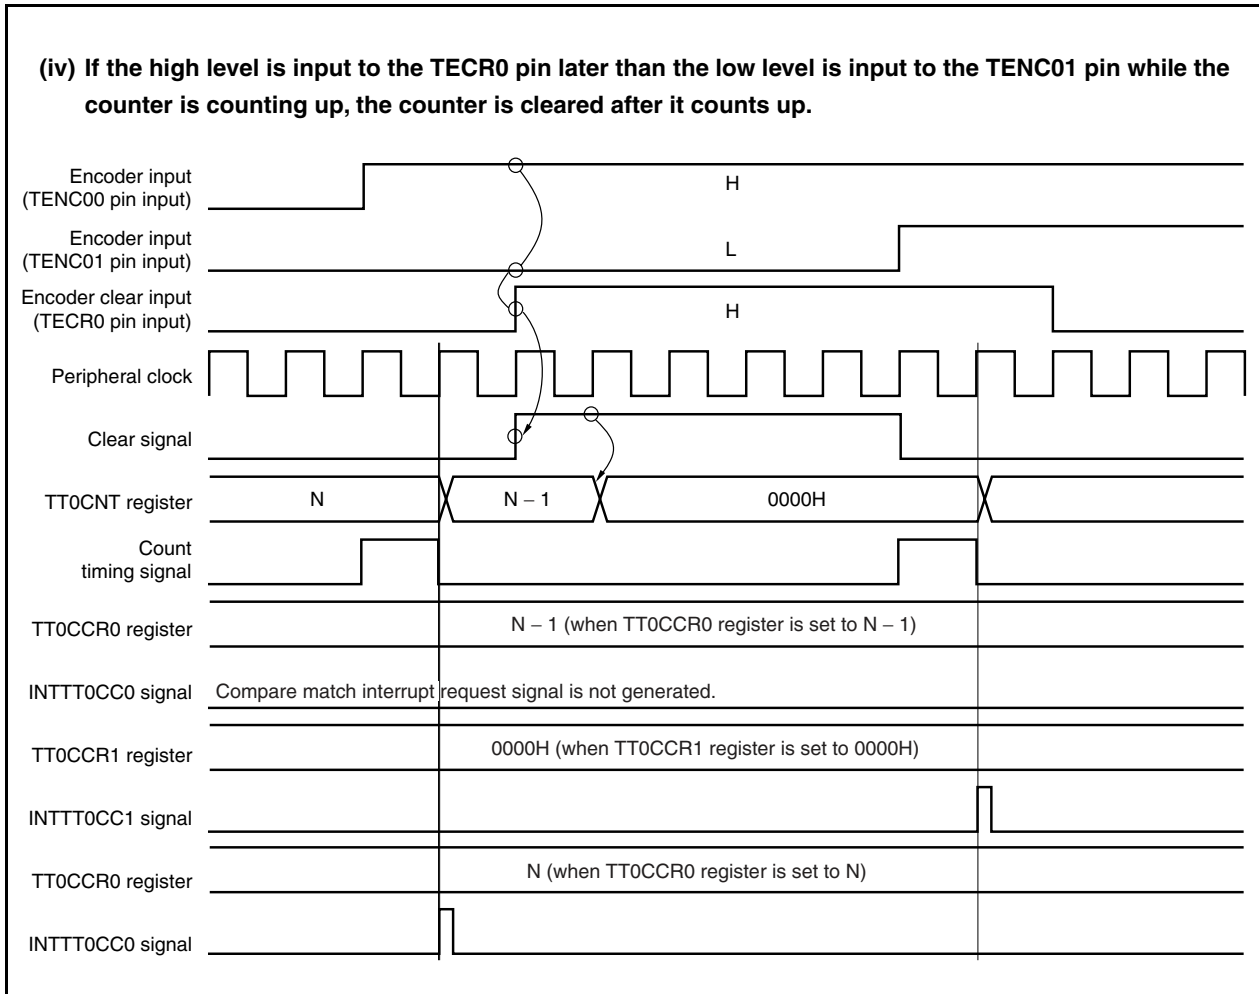 (iv) If the high level is input to the TECR0 pin later than the low level is input to the TENC01 pin while the
counter is counting up, the counter is cleared after it counts up.
Encoder input
(TENC00 pin input)
H
Encoder input
(TENC01 pin input)
L
Encoder clear input
(TECR0 pin input)
H
Peripheral clock
Clear signal
TT0CNT register
N
N – 1
0000H
Count
timing signal
TT0CCR0 register
N – 1 (when TT0CCR0 register is set to N – 1)
INTTT0CC0 signal
Compare match interrupt request signal is not generated.
TT0CCR1 register
0000H (when TT0CCR1 register is set to 0000H)
INTTT0CC1 signal
TT0CCR0 register
N (when TT0CCR0 register is set to N)
INTTT0CC0 signal